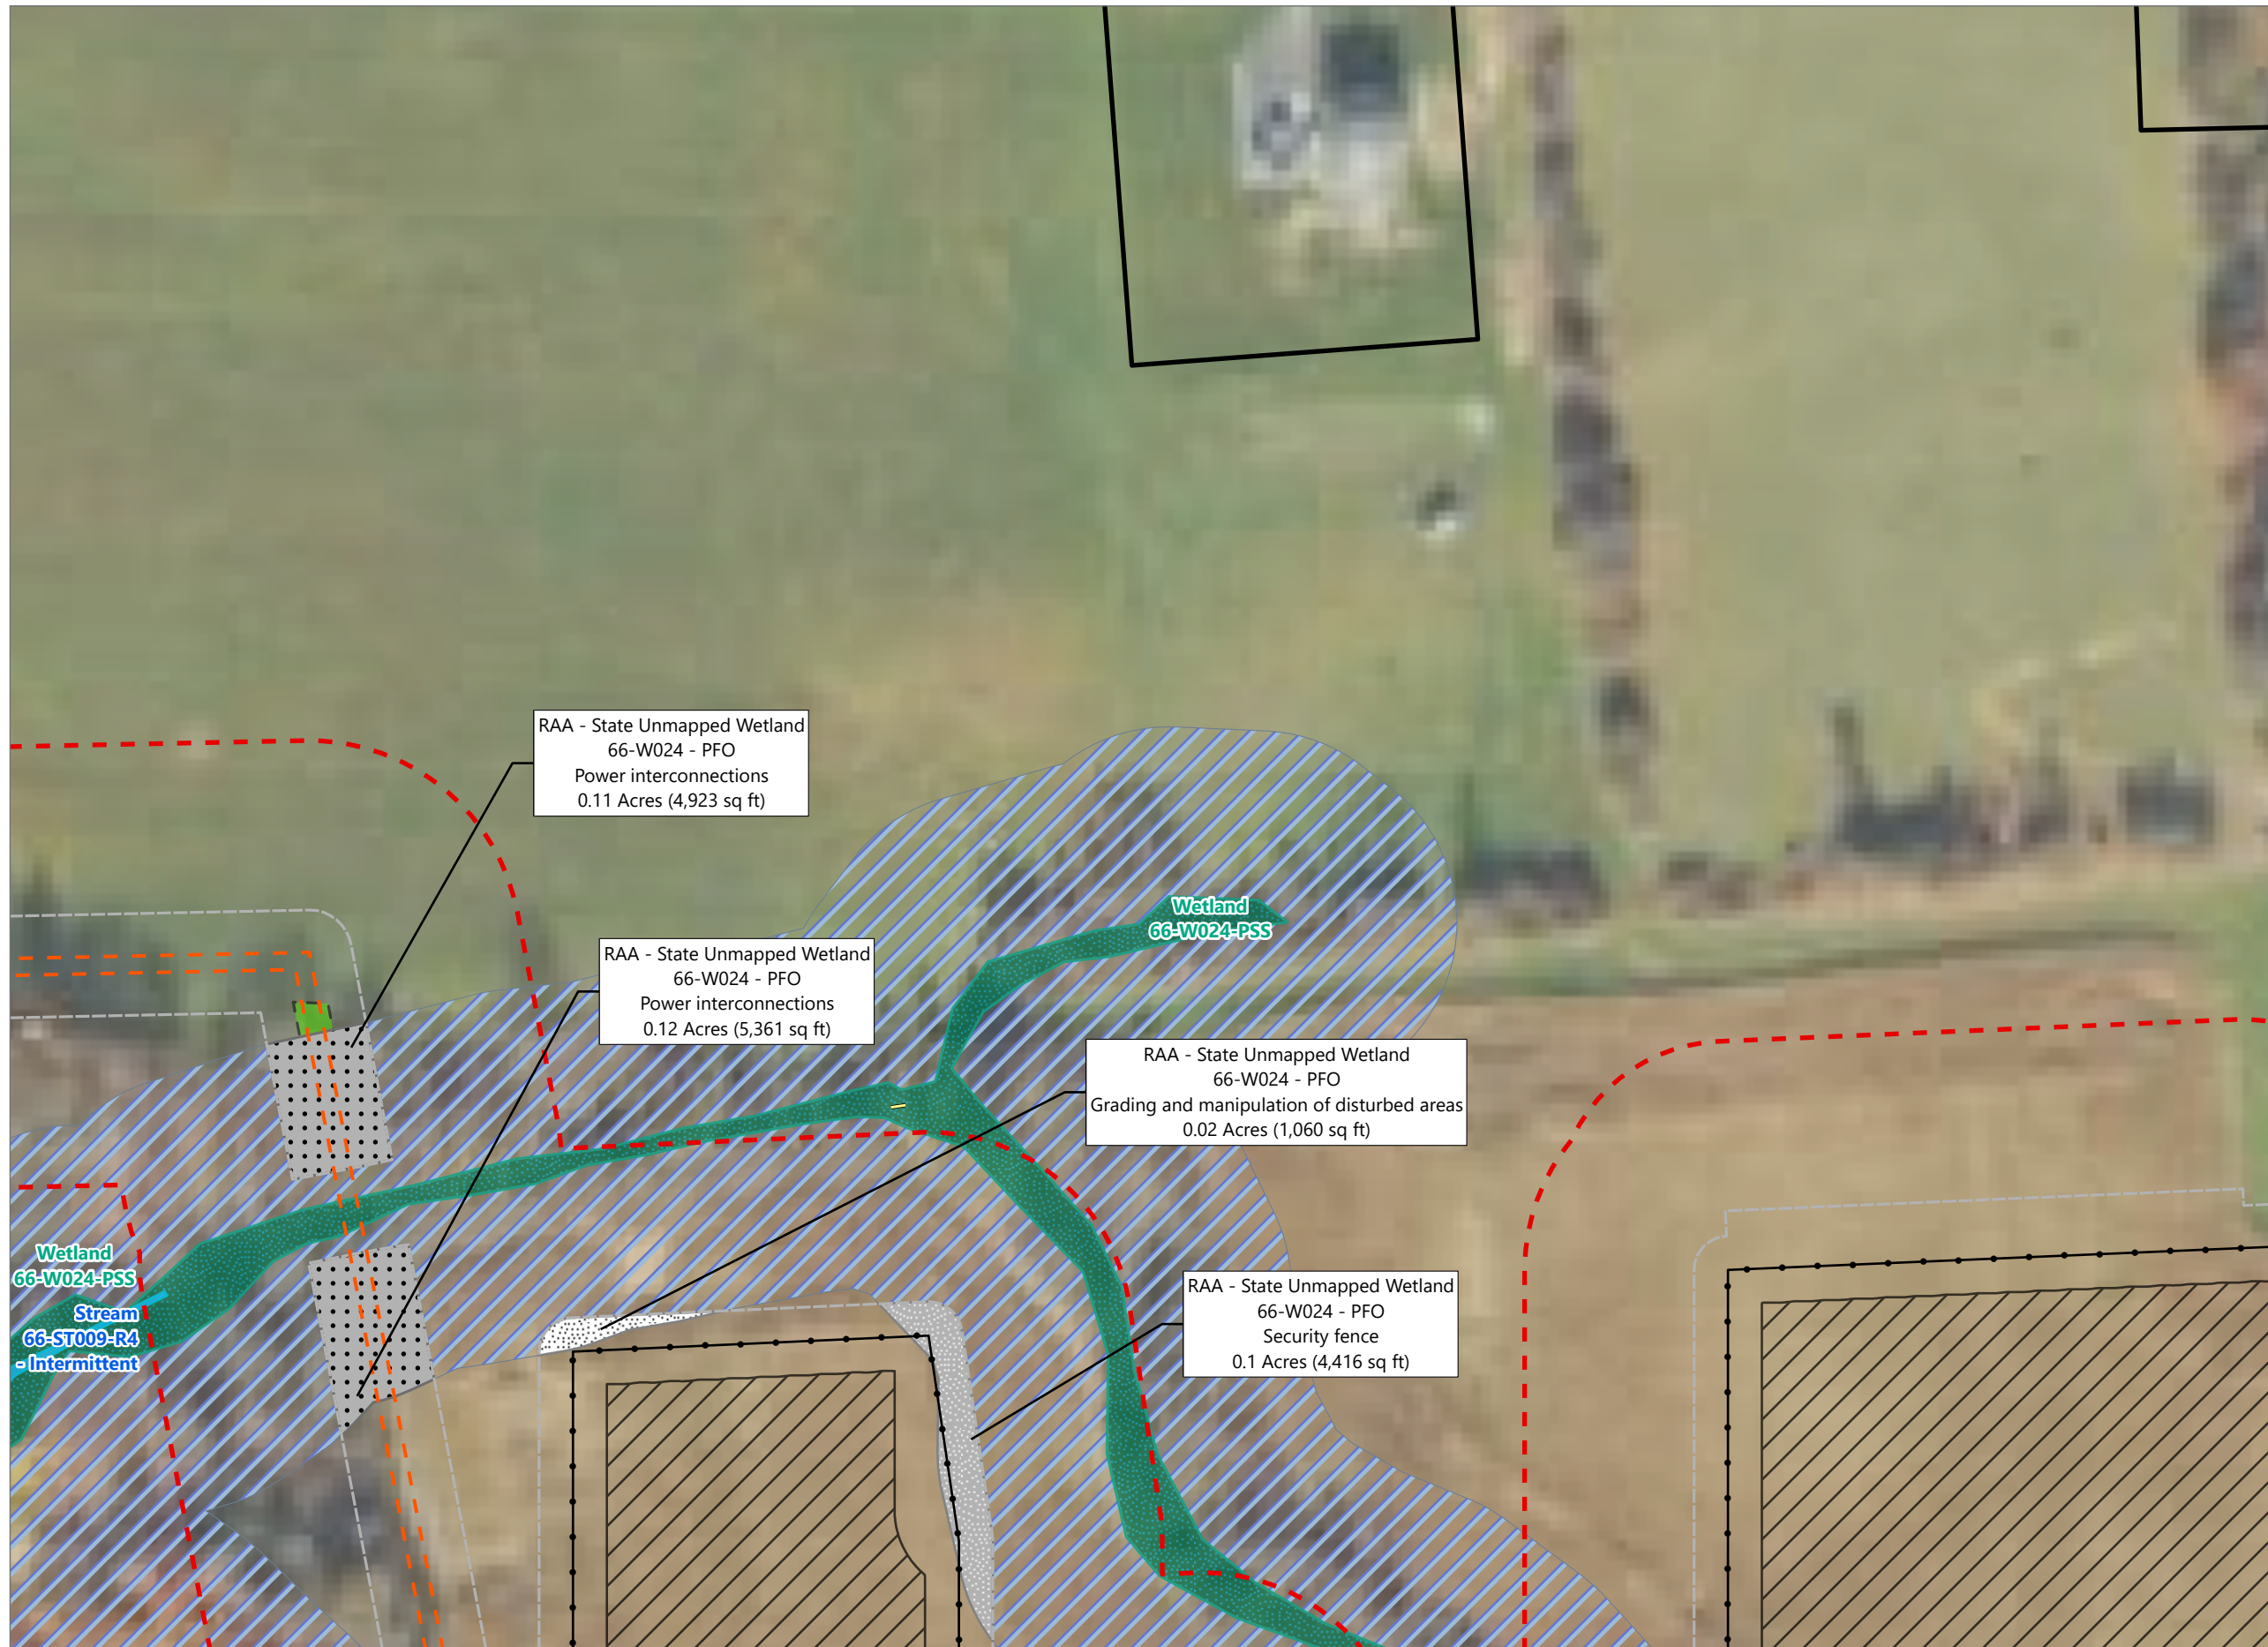 RAA - State Unmapped Wetland
66-W024 - PFO
Power interconnections
0.11 Acres (4,923 sq ft)
Wetland
66-W024-PSS
RAA - State Unmapped Wetland
66-W024 - PFO
Power interconnections
0.12 Acres (5,361 sq ft)
RAA - State Unmapped Wetland
66-W024 - PFO
Grading and manipulation of disturbed areas
0.02 Acres (1,060 sq ft)
Wetland
66-W024-PSS
Stream
66-ST009-R4
- Intermittent
RAA - State Unmapped Wetland
66-W024 - PFO
Security fence
0.1 Acres (4,416 sq ft)